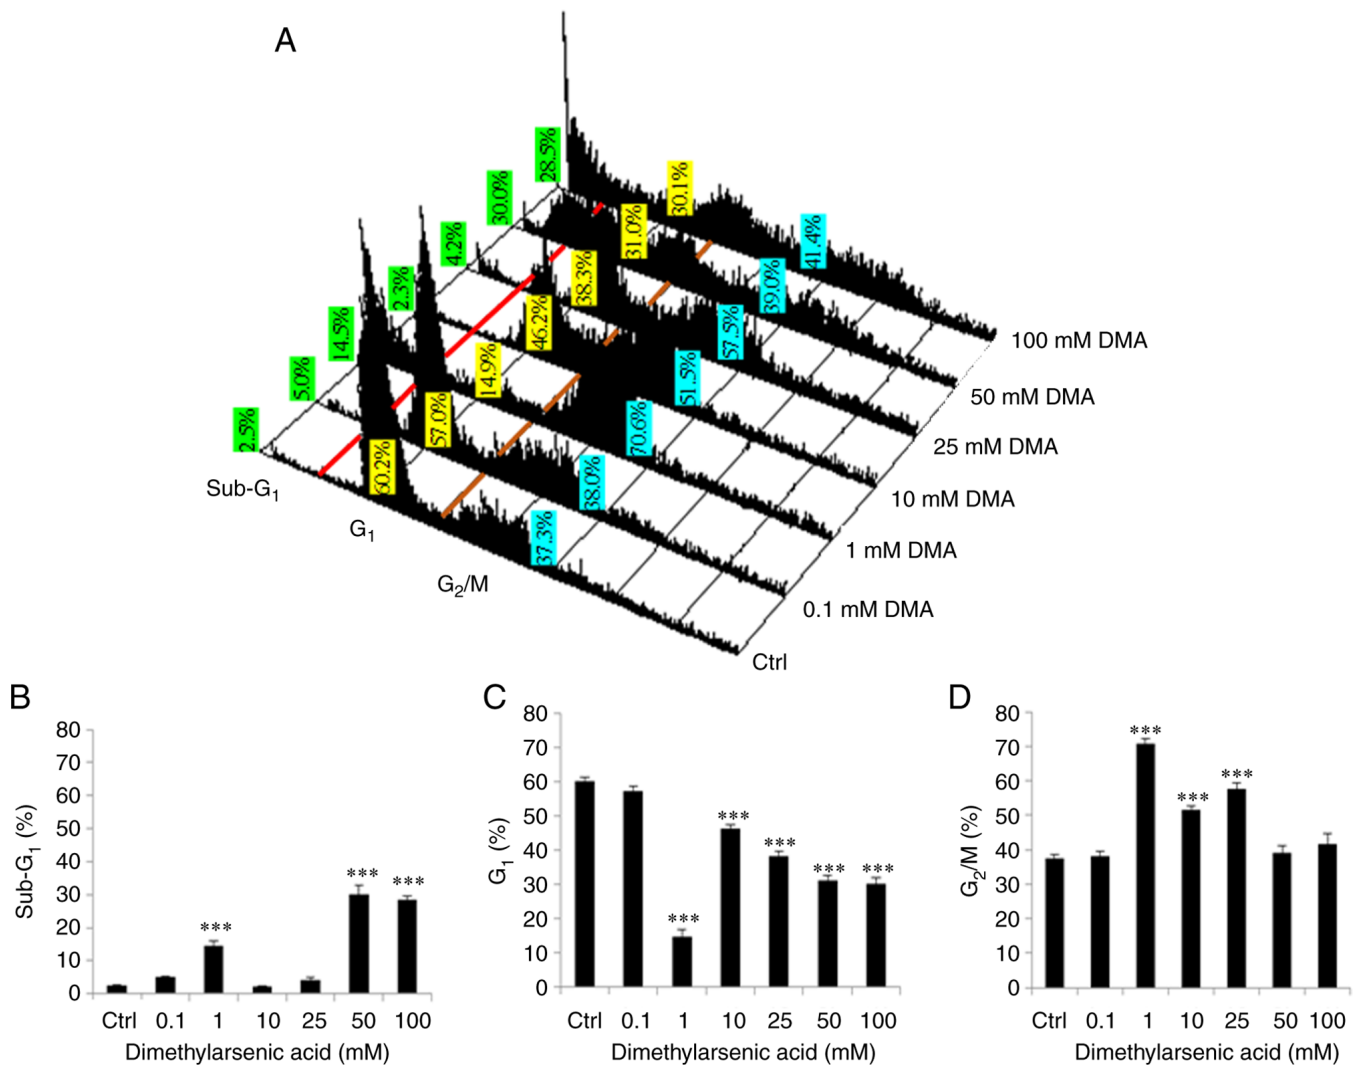 A
28.5%
30.0%
4.2%
2.3%
14.5%
5.0%
2.5%
30.1%
31.0%
38.3%
46.2%
14.9%
57.0%
60.2%
41.4%
39.0%
57.5%
51.5%
70.6%
38.0%
37.3%
Sub-G1
G1
G2/M
100 mM DMA
50 mM DMA
25 mM DMA
10 mM DMA
1 mM DMA
0.1 mM DMA
Ctrl
B
Sub-G1 (%)
80
70
60
50
40
30
20
10
0
***
***
***
Ctrl 0.1 1 10 25 50 100
Dimethylarsenic acid (mM)
C
G1 (%)
80
70
60
50
40
30
20
10
0
***
***
***
***
***
Ctrl 0.1 1 10 25 50 100
Dimethylarsenic acid (mM)
D
G2/M (%)
80
70
60
50
40
30
20
10
0
***
***
***
Ctrl 0.1 1 10 25 50 100
Dimethylarsenic acid (mM)